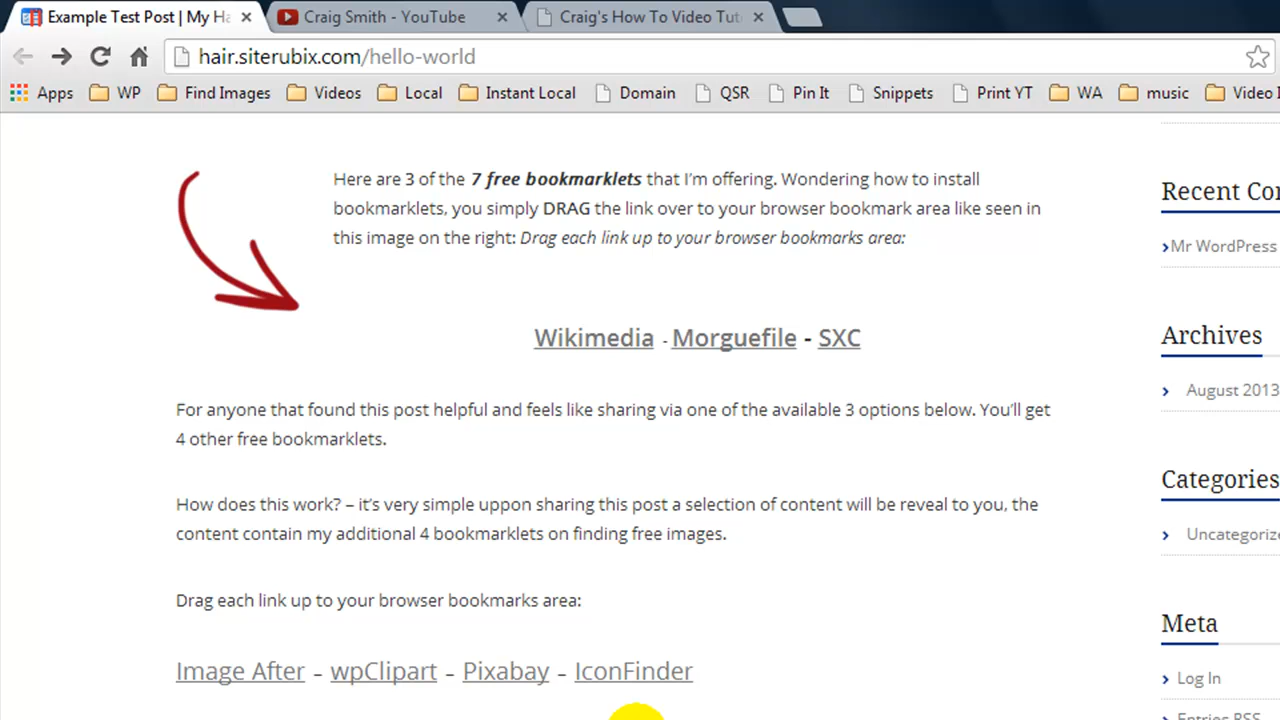 Example Test Post | My Ha
Craig Smith - YouTube
Craig's How To Video Tut
hair.siterubix.com/hello-world
Apps WP Find Images Videos Local Instant Local Domain QSR Pin It Snippets Print YT WA music Video I
Here are 3 of the 7 free bookmarklets that I'm offering. Wondering how to install
bookmarklets, you simply DRAG the link over to your browser bookmark area like seen in
this image on the right: Drag each link up to your browser bookmarks area:
Wikimedia - Morguefile - SXC
For anyone that found this post helpful and feels like sharing via one of the available 3 options below. You'll get
4 other free bookmarklets.
How does this work? – it's very simple uppon sharing this post a selection of content will be reveal to you, the
content contain my additional 4 bookmarklets on finding free images.
Drag each link up to your browser bookmarks area:
Image After – wpClipart – Pixabay – IconFinder
Recent Co
Mr WordPress
Archives
August 2013
Categories
Uncategorize
Meta
Log In
Entries RSS